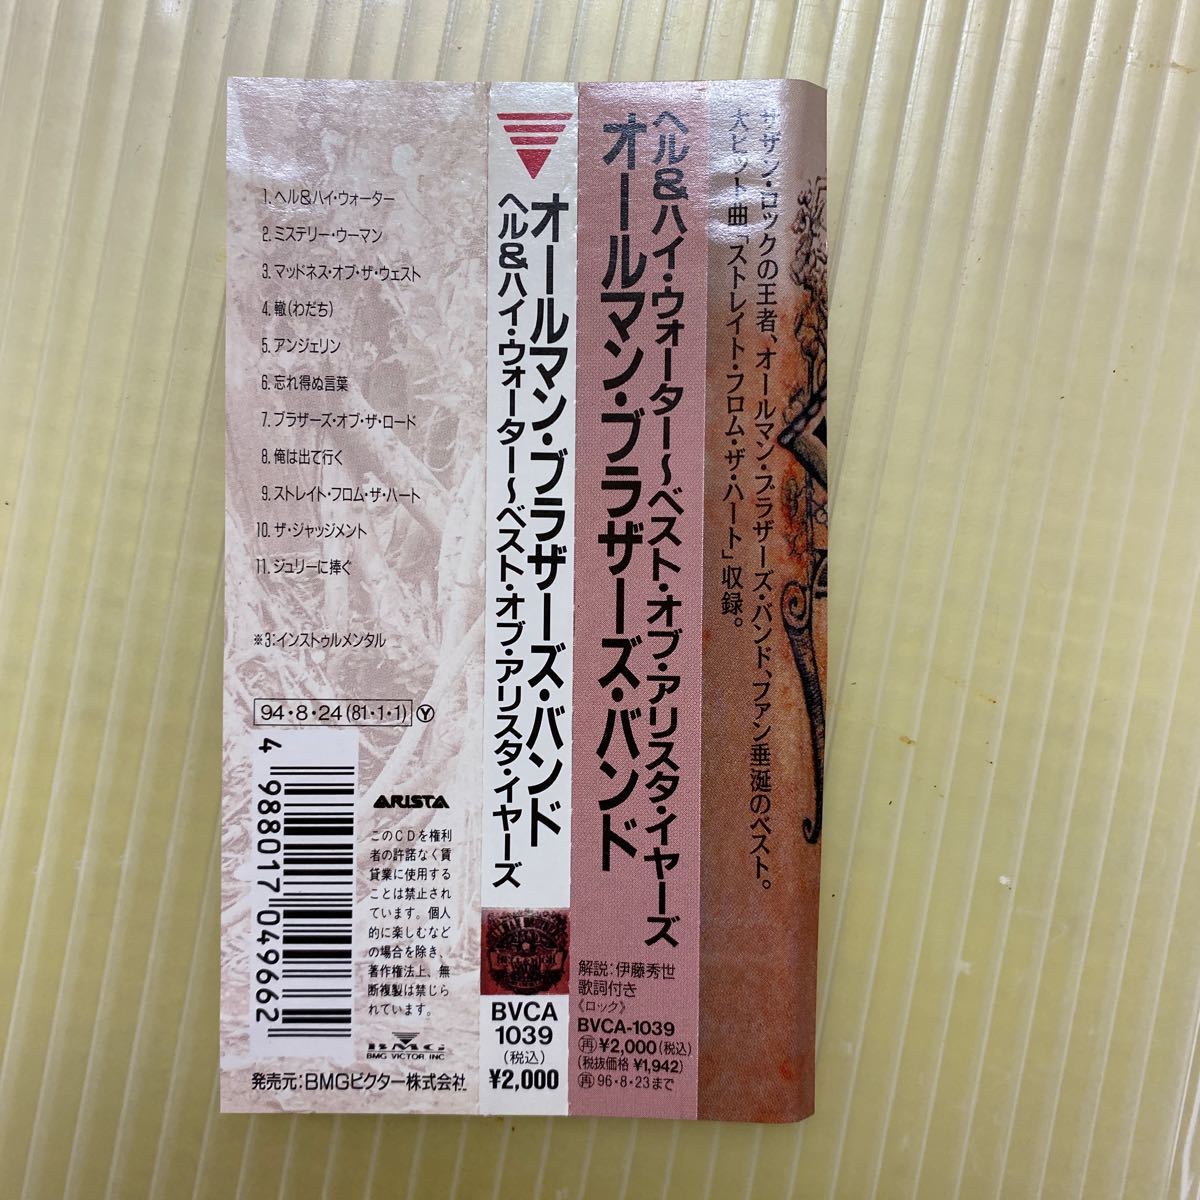 1. ヘル&ハイ・ウォーター
2. ミステリー・ウーマン
3. マッドネス・オブ・ザ・ウェスト
4. 轍(わだち)
5. アンジェリン
6. 忘れ得ぬ言葉
7. ブラザーズ・オブ・ザ・ロード
8. 俺は出て行く
9. ストレイト・フロム・ザ・ハート
10. ザ・ジャッジメント
11. ジュリーに捧ぐ
※3:インストゥルメンタル
94・8・24(81・1・1) Ⓨ
4 988017 049662
ARISTA
このCDを権利
者の許諾なく賃
貸業に使用する
ことは禁止され
ています。個人
的に楽しむなど
の場合を除き、
著作権法上、無
断複製は禁じら
れています。
BMG
BMG VICTOR INC
発売元:BMGビクター株式会社
オールマン・ブラザーズ・バンド
ヘル&ハイ・ウォーター〜ベスト・オブ・アリスタ・イヤーズ
BVCA
1039
(税込)
¥2,000
ヘル&ハイ・ウォーター〜ベスト・オブ・アリスタ・イヤーズ
オールマン・ブラザーズ・バンド
解説:伊藤秀世
歌詞付き
《ロック》
BVCA-1039
㊕¥2,000(税込)
(税抜価格 ¥1,942)
96・8・23まで
サザン・ロックの王者、オールマン・ブラザーズ・バンド、ファン垂涎のベスト。
大ヒット曲「ストレイト・フロム・ザ・ハート」収録。